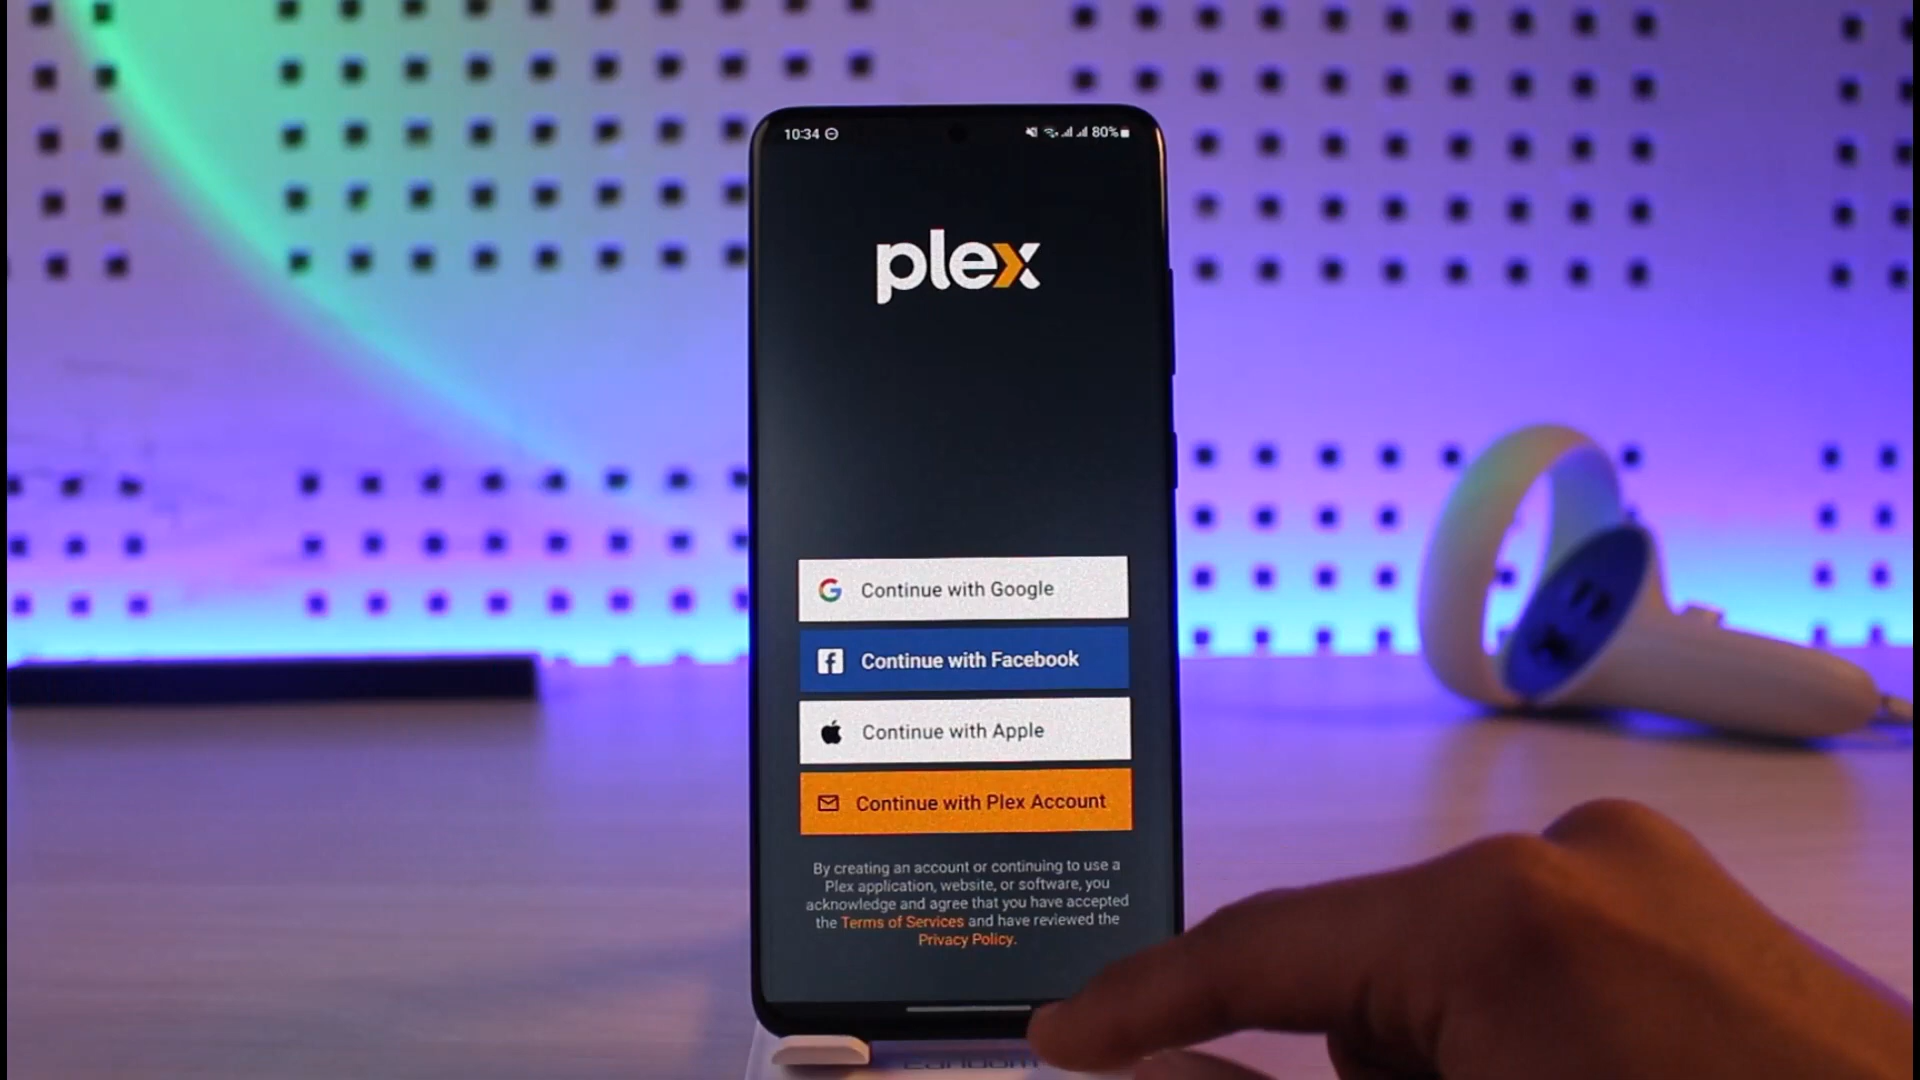 10:34
80%
plex
Continue with Google
Continue with Facebook
Continue with Apple
Continue with Plex Account
By creating an account or continuing to use a
Plex application, website, or software, you
acknowledge and agree that you have accepted
the Terms of Services and have reviewed the
Privacy Policy.